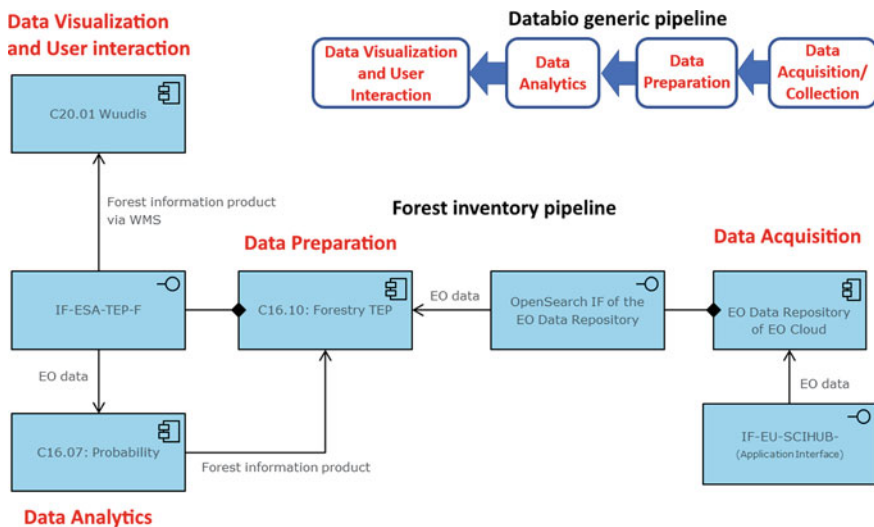 Data Visualization
and User interaction
C20.01 Wuudis
Forest information product
via WMS
Databio generic pipeline
Data Visualization
and User
Interaction
Data
Analytics
Data
Preparation
Data
Acquisition/
Collection
Forest inventory pipeline
Data Preparation
Data Acquisition
IF-ESA-TEP-F
C16.10: Forestry TEP
EO data
OpenSearch IF of the
EO Data Repository
EO Data Repository
of EO Cloud
EO data
EO data
C16.07: Probability
Forest information product
IF-EU-SCIHUB-
(Application Interface)
Data Analytics